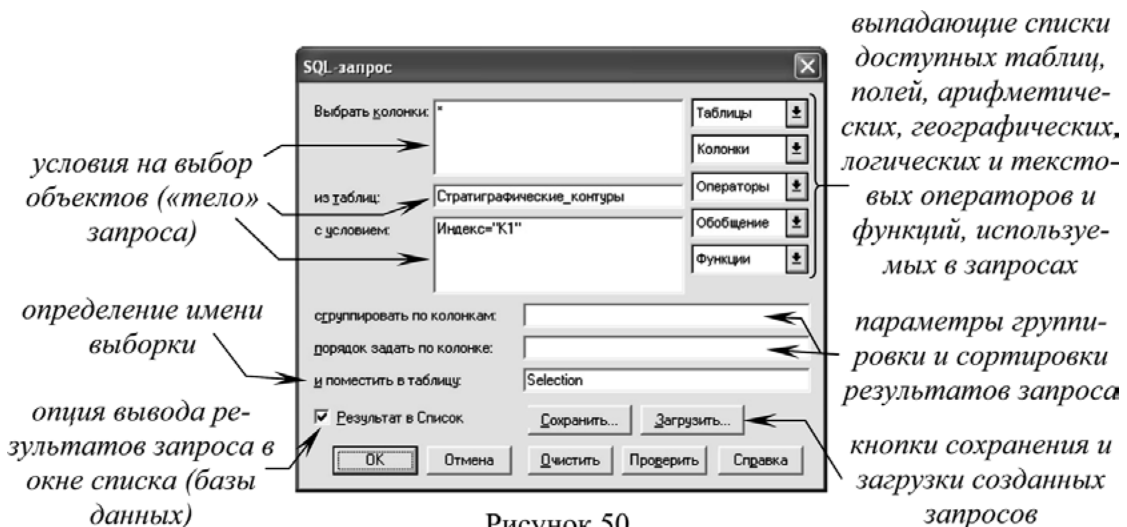 выпадающие списки
доступных таблиц,
полей, арифметиче-
ских, географических,
логических и тексто-
вых операторов и
функций, используе-
мых в запросах
условия на выбор
объектов («тело»
запроса)
SQL-запрос
Выбрать колонки:
*
Таблицы
Колонки
из таблиц:
Стратиграфические_контуры
Операторы
с условием:
Индекс="K1"
Обобщение
Функции
сгруппировать по колонкам:
порядок задать по колонке:
и поместить в таблицу:
Selection
Результат в Список
Сохранить...
Загрузить...
OK
Отмена
Очистить
Проверить
Справка
определение имени
выборки
параметры группи-
ровки и сортировки
результатов запроса
опция вывода ре-
зультатов запроса в
окне списка (базы
данных)
кнопки сохранения и
загрузки созданных
запросов
Рисунок 50